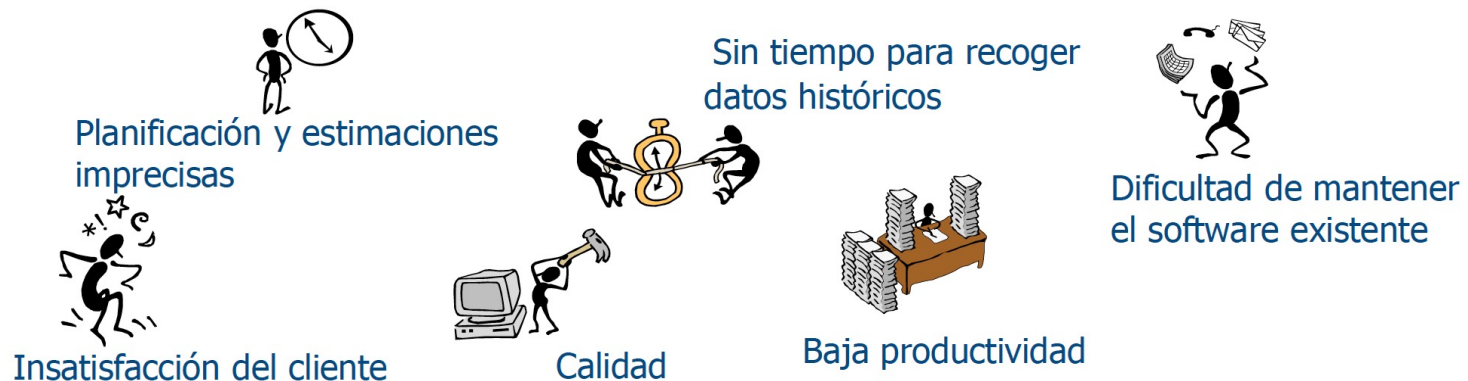 Planificación y estimaciones
imprecisas
Sin tiempo para recoger
datos históricos
Dificultad de mantener
el software existente
Insatisfacción del cliente
Calidad
Baja productividad